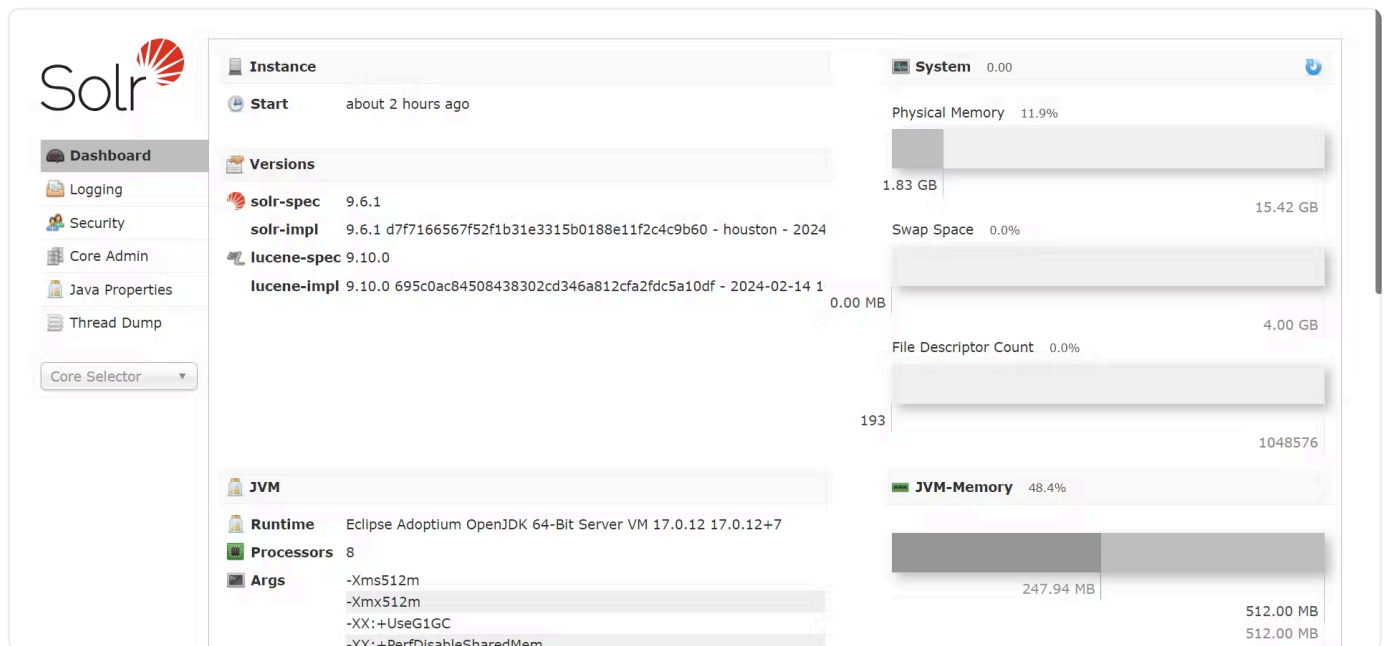 Solr
Dashboard
Logging
Security
Core Admin
Java Properties
Thread Dump
Core Selector
Instance
Start about 2 hours ago
Versions
solr-spec 9.6.1
solr-impl 9.6.1 d7f7166567f52f1b31e3315b0188e11f2c4c9b60 - houston - 2024
lucene-spec 9.10.0
lucene-impl 9.10.0 695c0ac84508438302cd346a812cfa2fdc5a10df - 2024-02-14 1
JVM
Runtime Eclipse Adoptium OpenJDK 64-Bit Server VM 17.0.12 17.0.12+7
Processors 8
Args -Xms512m
-Xmx512m
-XX:+UseG1GC
-XX:+PerfDisableSharedMem
System 0.00
Physical Memory 11.9%
1.83 GB
15.42 GB
Swap Space 0.0%
0.00 MB
4.00 GB
File Descriptor Count 0.0%
193
1048576
JVM-Memory 48.4%
247.94 MB
512.00 MB
512.00 MB